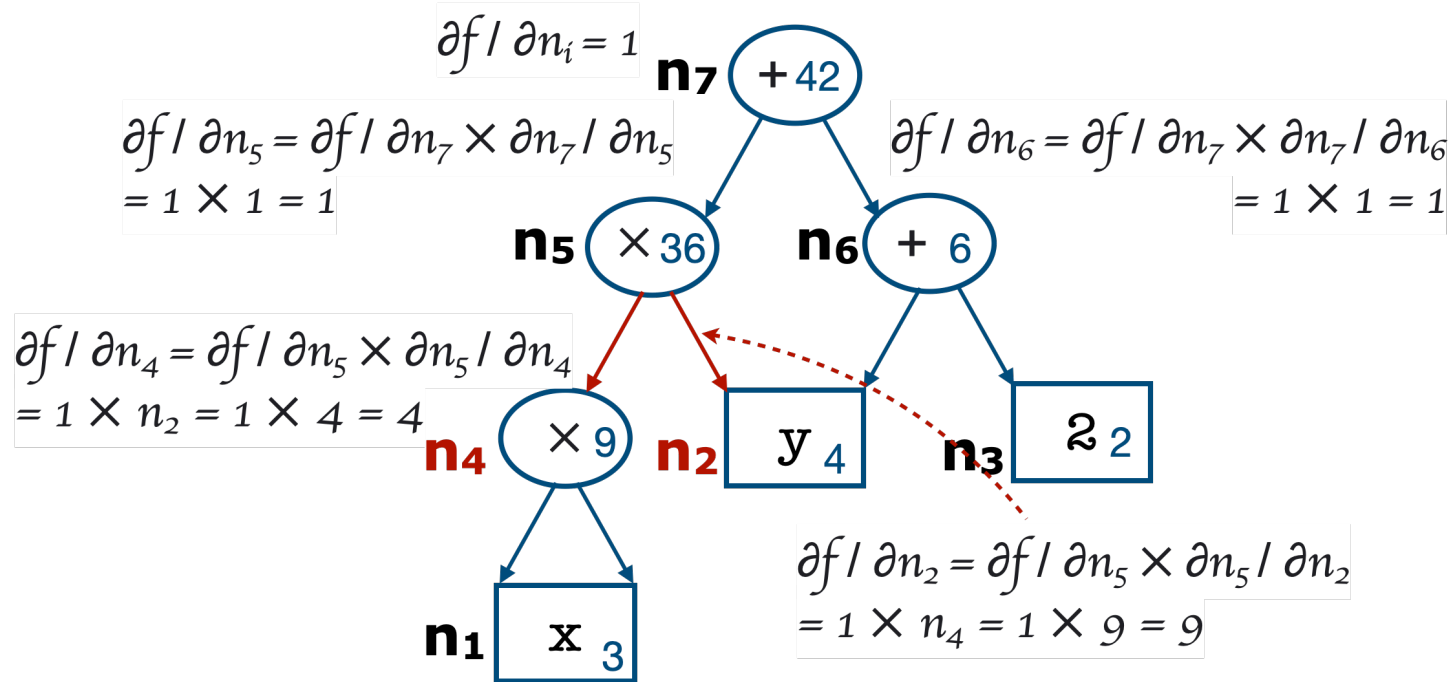 ∂f / ∂nᵢ = 1
n₇ + 42
∂f / ∂n₅ = ∂f / ∂n₇ × ∂n₇ / ∂n₅
= 1 × 1 = 1
∂f / ∂n₆ = ∂f / ∂n₇ × ∂n₇ / ∂n₆
= 1 × 1 = 1
n₅ × 36
n₆ + 6
∂f / ∂n₄ = ∂f / ∂n₅ × ∂n₅ / ∂n₄
= 1 × n₂ = 1 × 4 = 4
n₄ × 9
n₂ y 4
n₃ 2 2
∂f / ∂n₂ = ∂f / ∂n₅ × ∂n₅ / ∂n₂
= 1 × n₄ = 1 × 9 = 9
n₁ x 3